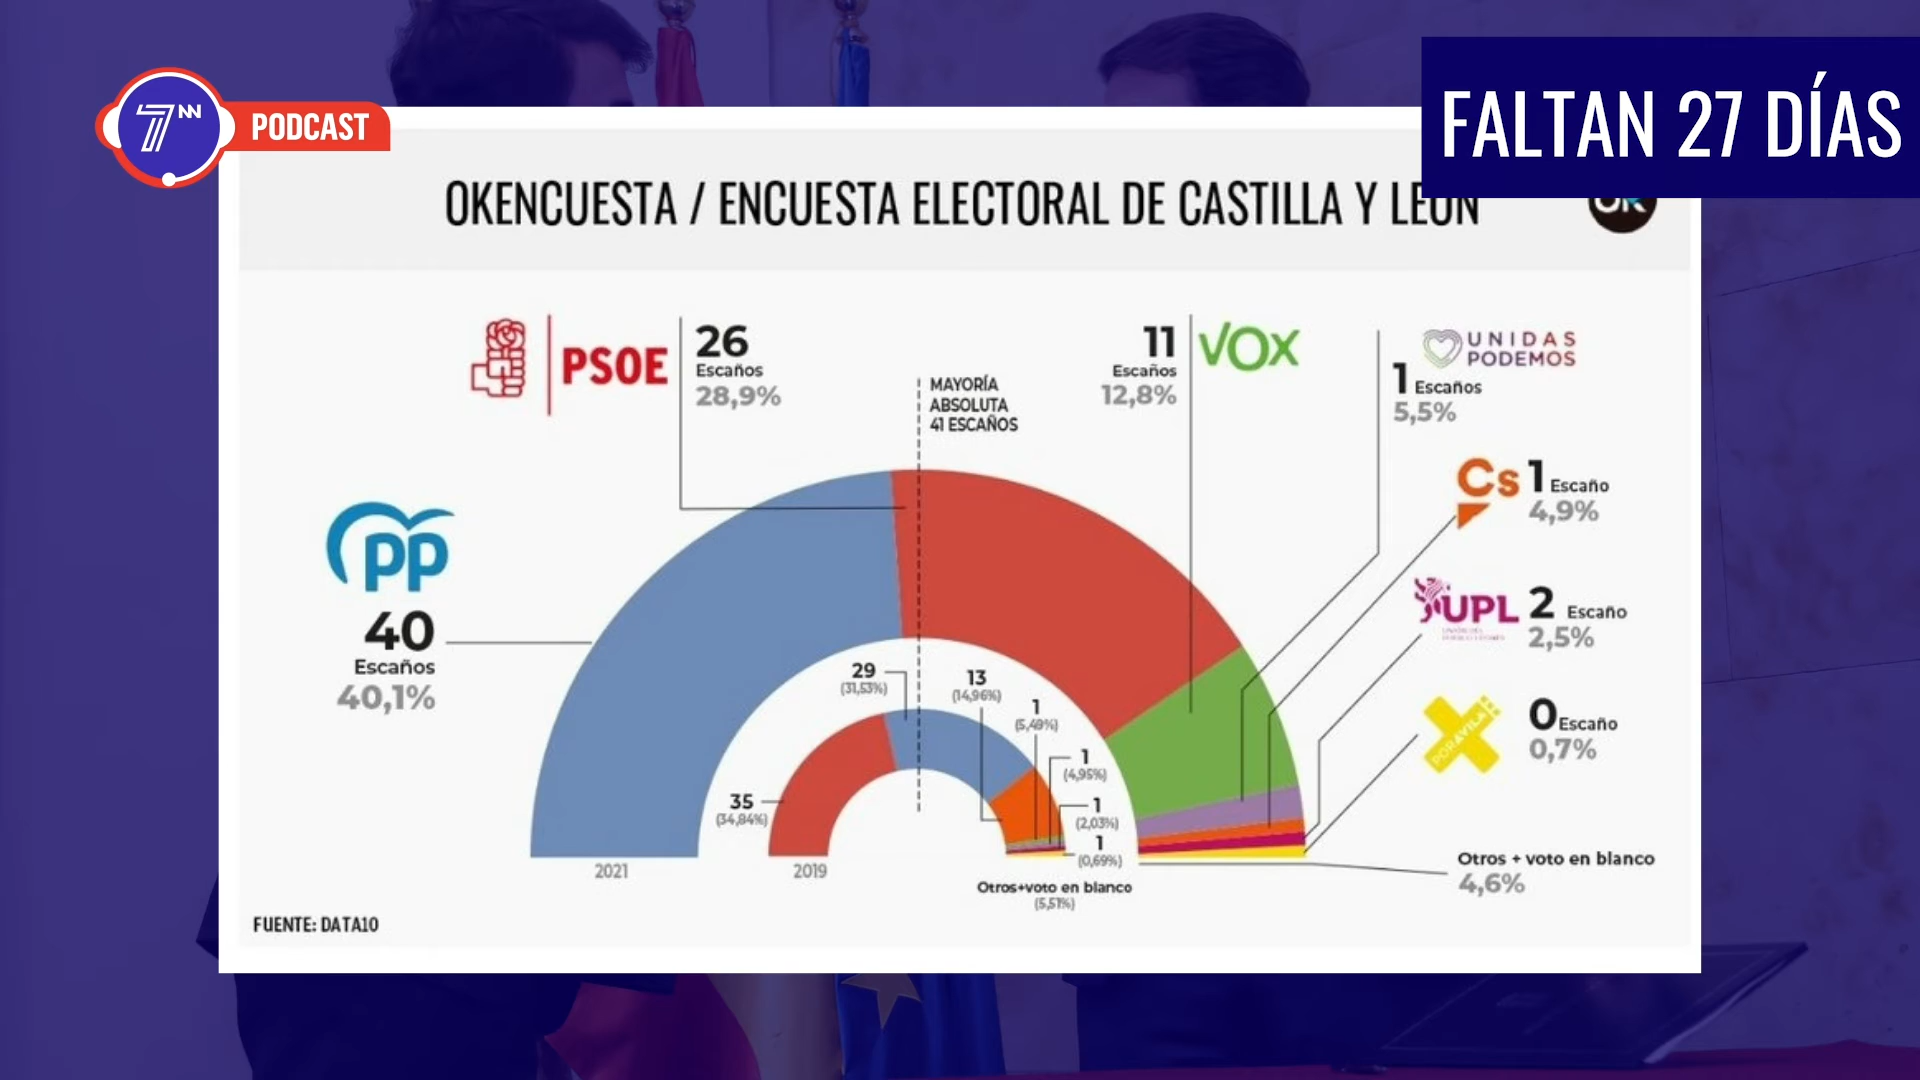 7NN
PODCAST
FALTAN 27 DÍAS
OKENCUESTA / ENCUESTA ELECTORAL DE CASTILLA Y LEÓN
OK
PSOE
26
Escaños
28,9%
MAYORÍA
ABSOLUTA
41 ESCAÑOS
11
Escaños
12,8%
VOX
UNIDAS
PODEMOS
1 Escaños
5,5%
Cs 1 Escaño
4,9%
pp
40
Escaños
40,1%
UPL 2 Escaño
2,5%
PORAVILA
0 Escaño
0,7%
29
(31,53%)
13
(14,96%)
1
(5,49%)
1
(4,95%)
1
(2,03%)
1
(0,69%)
35
(34,84%)
2021
2019
Otros+voto en blanco
(5,51%)
Otros + voto en blanco
4,6%
FUENTE: DATA10